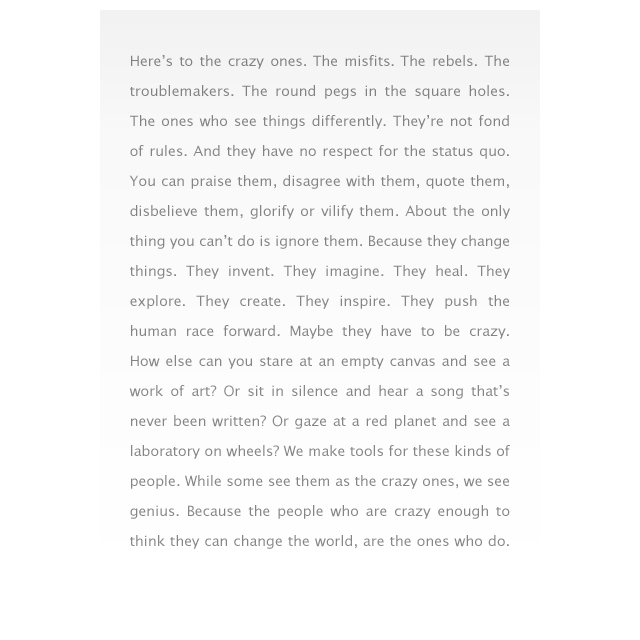 Here’s to the crazy ones. The misfits. The rebels. The
troublemakers. The round pegs in the square holes.
The ones who see things differently. They’re not fond
of rules. And they have no respect for the status quo.
You can praise them, disagree with them, quote them,
disbelieve them, glorify or vilify them. About the only
thing you can’t do is ignore them. Because they change
things. They invent. They imagine. They heal. They
explore. They create. They inspire. They push the
human race forward. Maybe they have to be crazy.
How else can you stare at an empty canvas and see a
work of art? Or sit in silence and hear a song that’s
never been written? Or gaze at a red planet and see a
laboratory on wheels? We make tools for these kinds of
people. While some see them as the crazy ones, we see
genius. Because the people who are crazy enough to
think they can change the world, are the ones who do.